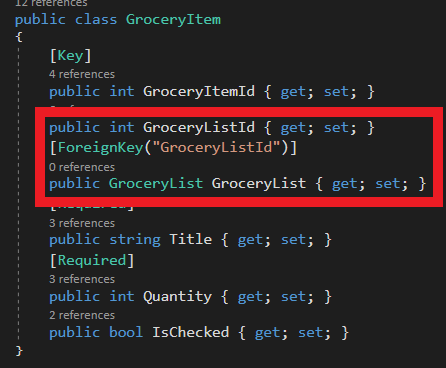 12 references
public class GroceryItem
{
[Key]
4 references
public int GroceryItemId { get; set; }
public int GroceryListId { get; set; }
[ForeignKey("GroceryListId")]
0 references
public GroceryList GroceryList { get; set; }
[Required]
3 references
public string Title { get; set; }
[Required]
3 references
public int Quantity { get; set; }
2 references
public bool IsChecked { get; set; }
}